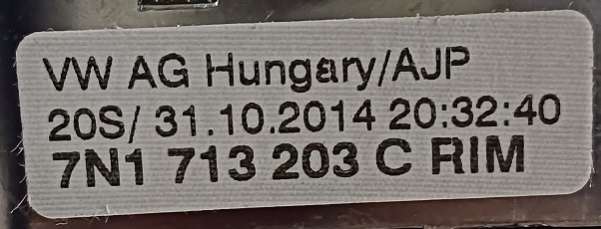 VW AG Hungary/AJP
20S/ 31.10.2014 20:32:40
7N1 713 203 C RIM